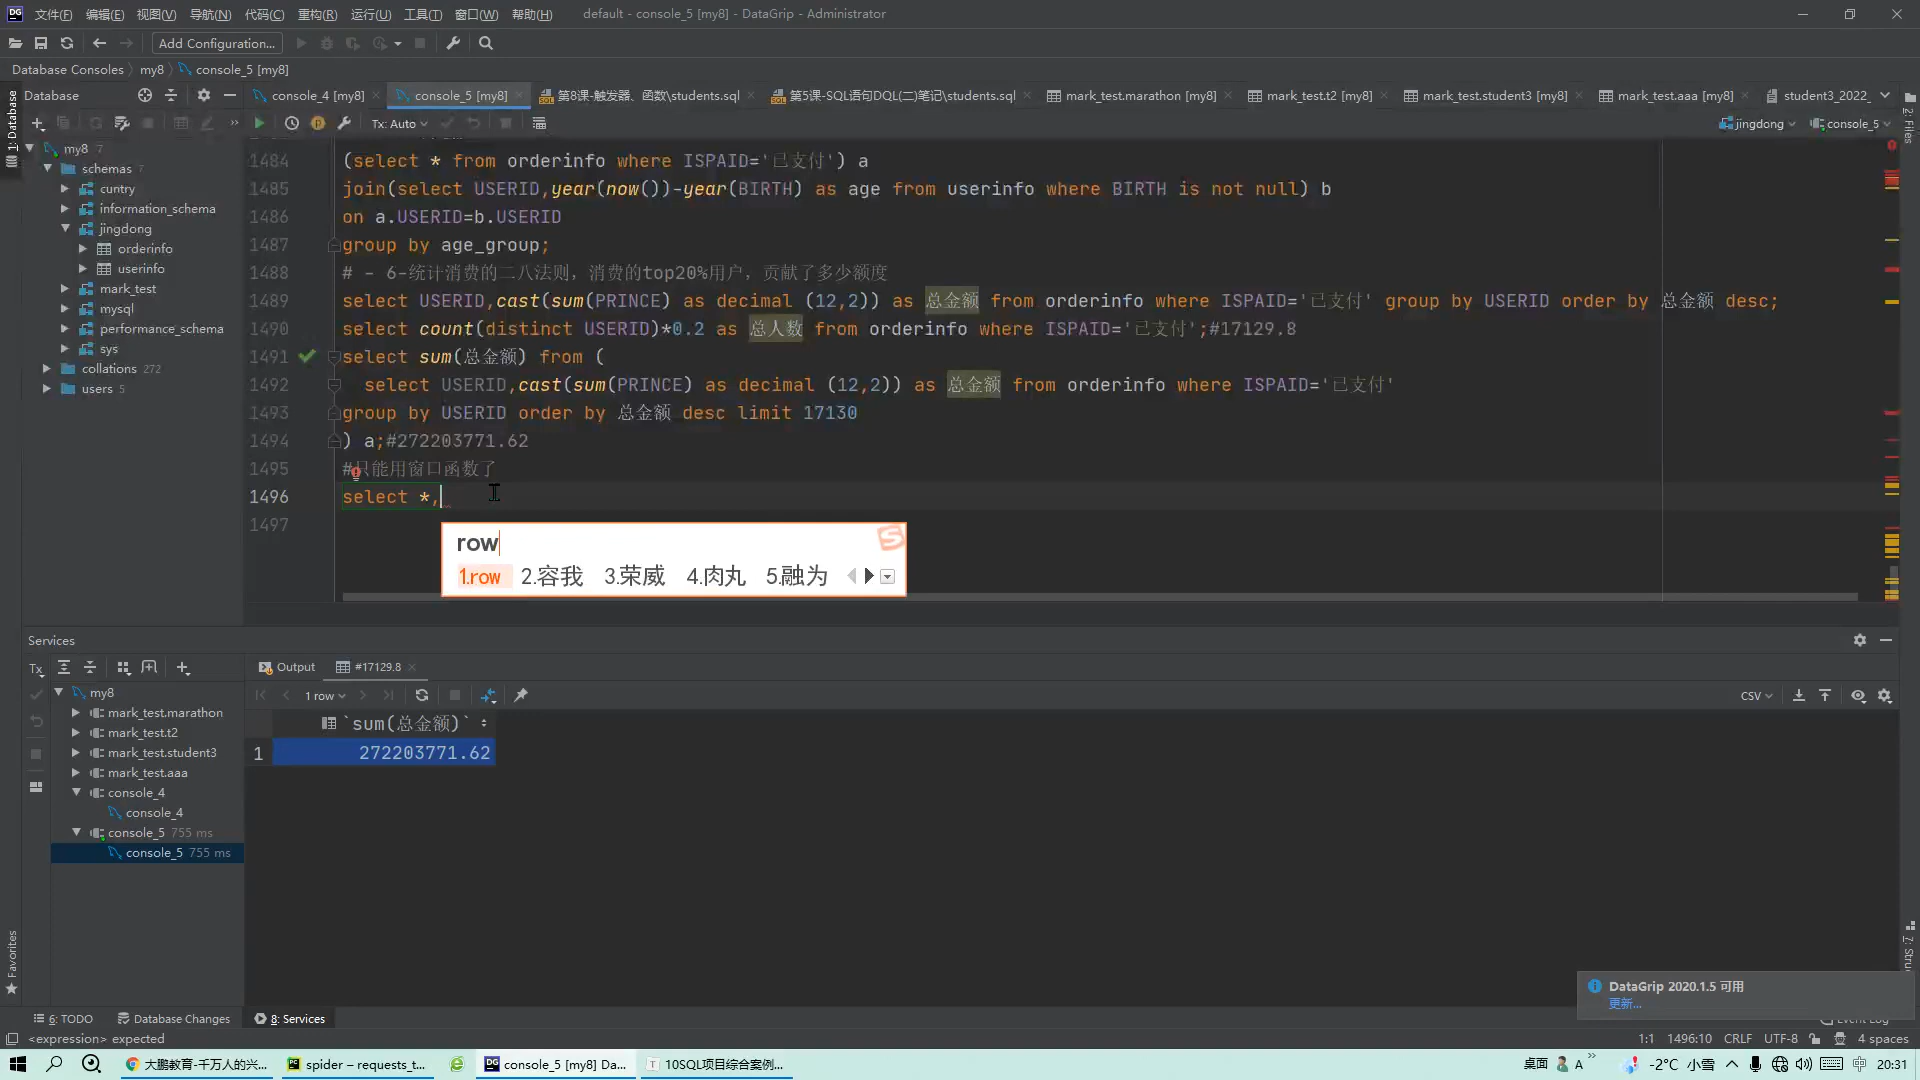 DG 文件(F) 编辑(E) 视图(V) 导航(N) 代码(C) 重构(R) 运行(U) 工具(T) 窗口(W) 帮助(H) default - console_5 [my8] - DataGrip - Administrator
Add Configuration...
Database Consoles my8 console_5 [my8]
1: Database
Database
console_4 [my8]
console_5 [my8]
第8课-触发器、函数\students.sql
第5课-SQL语句DQL(二)笔记\students.sql
mark_test.marathon [my8]
mark_test.t2 [my8]
mark_test.student3 [my8]
mark_test.aaa [my8]
student3_2022_
Files
Tx: Auto
jingdong
console_5
my8 7
schemas 7
cuntry
information_schema
jingdong
orderinfo
userinfo
mark_test
mysql
performance_schema
sys
collations 272
users 5
1484 (select * from orderinfo where ISPAID='已支付') a
1485 join(select USERID,year(now())-year(BIRTH) as age from userinfo where BIRTH is not null) b
1486 on a.USERID=b.USERID
1487 group by age_group;
1488 # - 6-统计消费的二八法则，消费的top20%用户，贡献了多少额度
1489 select USERID,cast(sum(PRINCE) as decimal (12,2)) as 总金额 from orderinfo where ISPAID='已支付' group by USERID order by 总金额 desc;
1490 select count(distinct USERID)*0.2 as 总人数 from orderinfo where ISPAID='已支付';#17129.8
1491 select sum(总金额) from (
1492 select USERID,cast(sum(PRINCE) as decimal (12,2)) as 总金额 from orderinfo where ISPAID='已支付'
1493 group by USERID order by 总金额 desc limit 17130
1494 ) a;#272203771.62
1495 #只能用窗口函数了
1496 select *,
1497
row
1.row 2.容我 3.荣威 4.肉丸 5.融为
Services
Tx
my8
mark_test.marathon
mark_test.t2
mark_test.student3
mark_test.aaa
console_4
console_4
console_5 755 ms
console_5 755 ms
Output
#17129.8
1 row
CSV
`sum(总金额)`
1 272203771.62
Favorites
DataGrip 2020.1.5 可用
更新...
6: TODO
Database Changes
8: Services
Event Log
<expression> expected
1:1 1496:10 CRLF UTF-8 4 spaces
大鹏教育-千万人的兴...
spider – requests_t...
console_5 [my8] Da...
10SQL项目综合案例...
桌面
A
-2°C 小雪
中
20:31